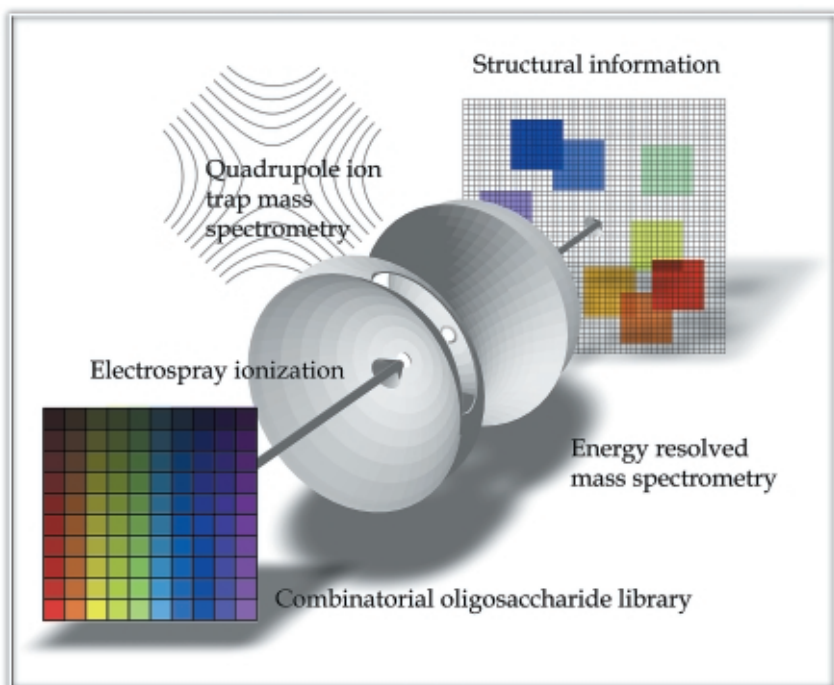 Structural information
Quadrupole ion
trap mass
spectrometry
Electrospray ionization
Energy resolved
mass spectrometry
Combinatorial oligosaccharide library